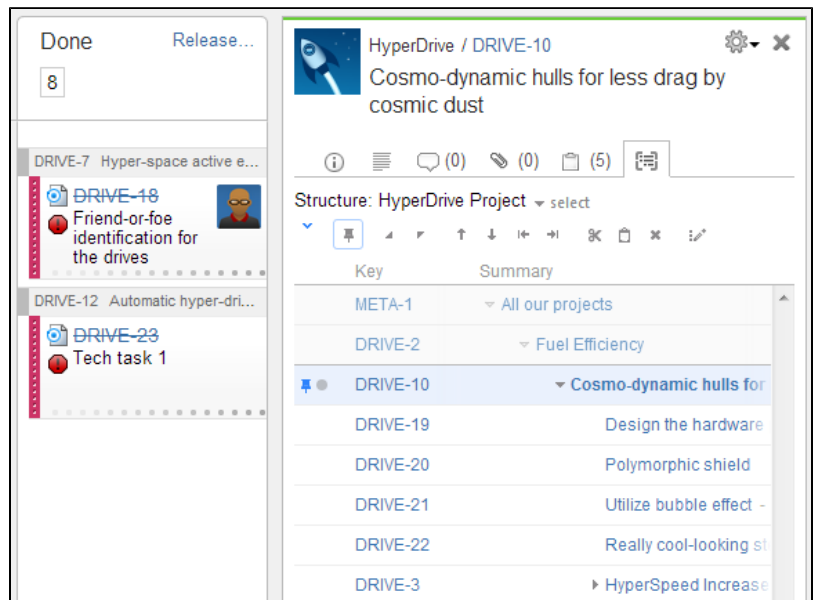 Done Release...
8
DRIVE-7 Hyper-space active e...
DRIVE-18
Friend-or-foe
identification for
the drives
DRIVE-12 Automatic hyper-dri...
DRIVE-23
Tech task 1
HyperDrive / DRIVE-10
Cosmo-dynamic hulls for less drag by
cosmic dust
(0) (0) (5)
Structure: HyperDrive Project select
Key Summary
META-1 All our projects
DRIVE-2 Fuel Efficiency
DRIVE-10 Cosmo-dynamic hulls for
DRIVE-19 Design the hardware
DRIVE-20 Polymorphic shield
DRIVE-21 Utilize bubble effect -
DRIVE-22 Really cool-looking st
DRIVE-3 HyperSpeed Increase